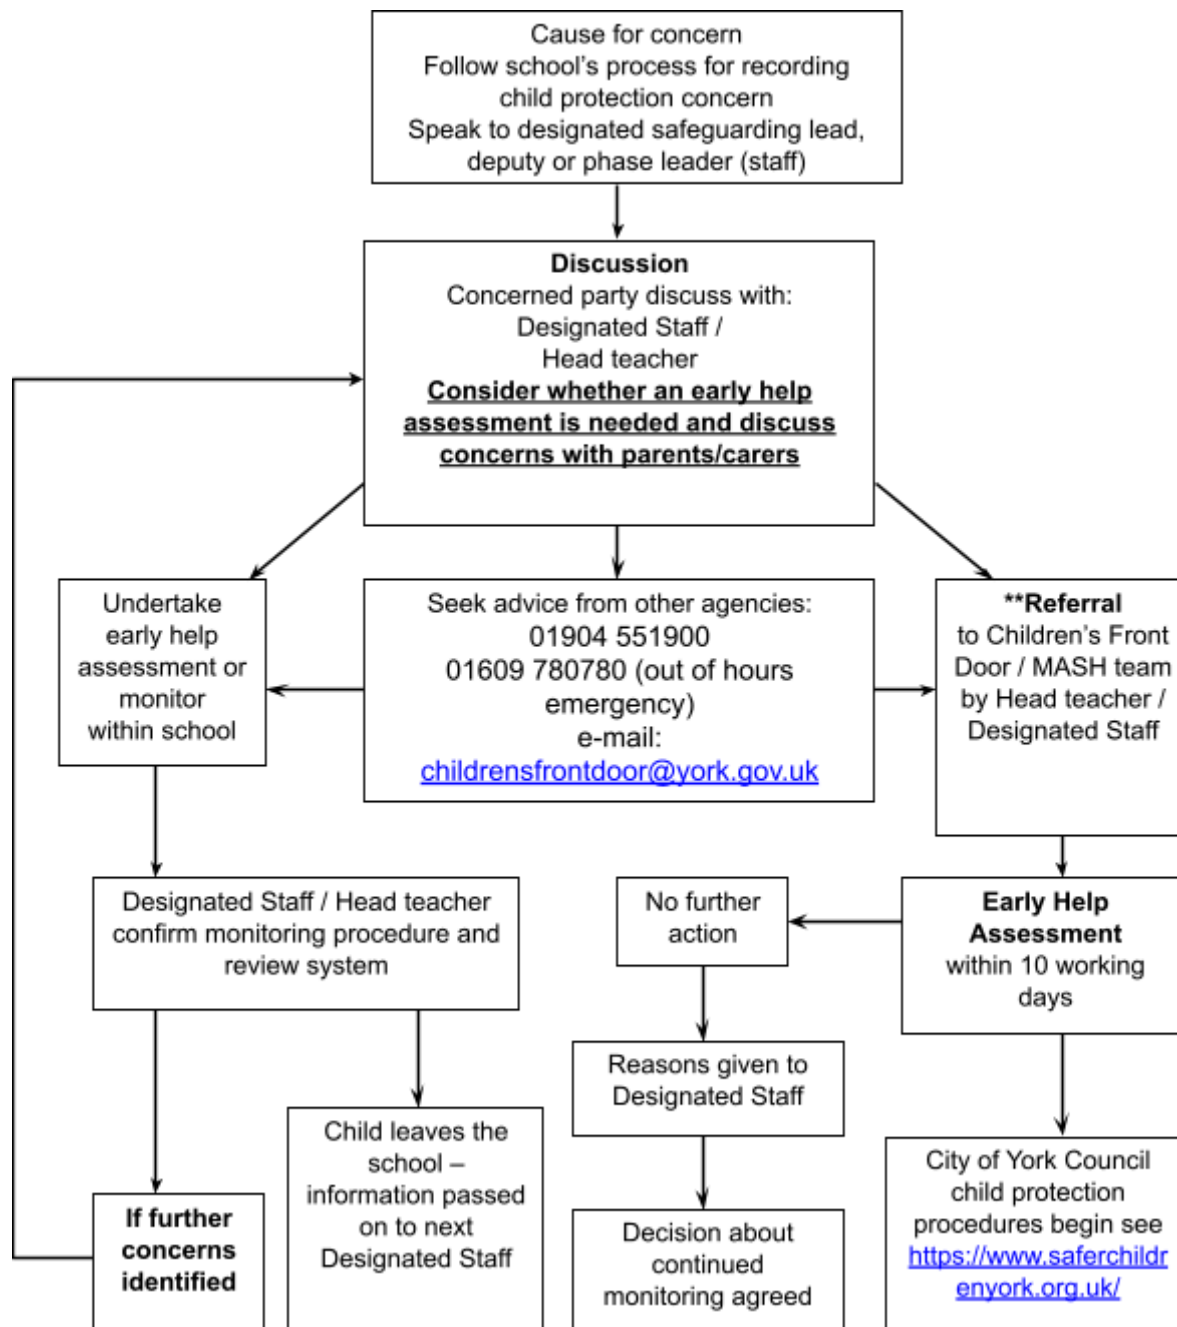 Cause for concern
Follow school’s process for recording
child protection concern
Speak to designated safeguarding lead,
deputy or phase leader (staff)
Discussion
Concerned party discuss with:
Designated Staff /
Head teacher
Consider whether an early help
assessment is needed and discuss
concerns with parents/carers
Undertake
early help
assessment or
monitor
within school
Seek advice from other agencies:
01904 551900
01609 780780 (out of hours
emergency)
e-mail:
childrensfrontdoor@york.gov.uk
**Referral
to Children’s Front
Door / MASH team
by Head teacher /
Designated Staff
Designated Staff / Head teacher
confirm monitoring procedure and
review system
No further
action
Early Help
Assessment
within 10 working
days
Reasons given to
Designated Staff
Child leaves the
school –
information passed
on to next
Designated Staff
City of York Council
child protection
procedures begin see
https://www.saferchildr
enyork.org.uk/
If further
concerns
identified
Decision about
continued
monitoring agreed